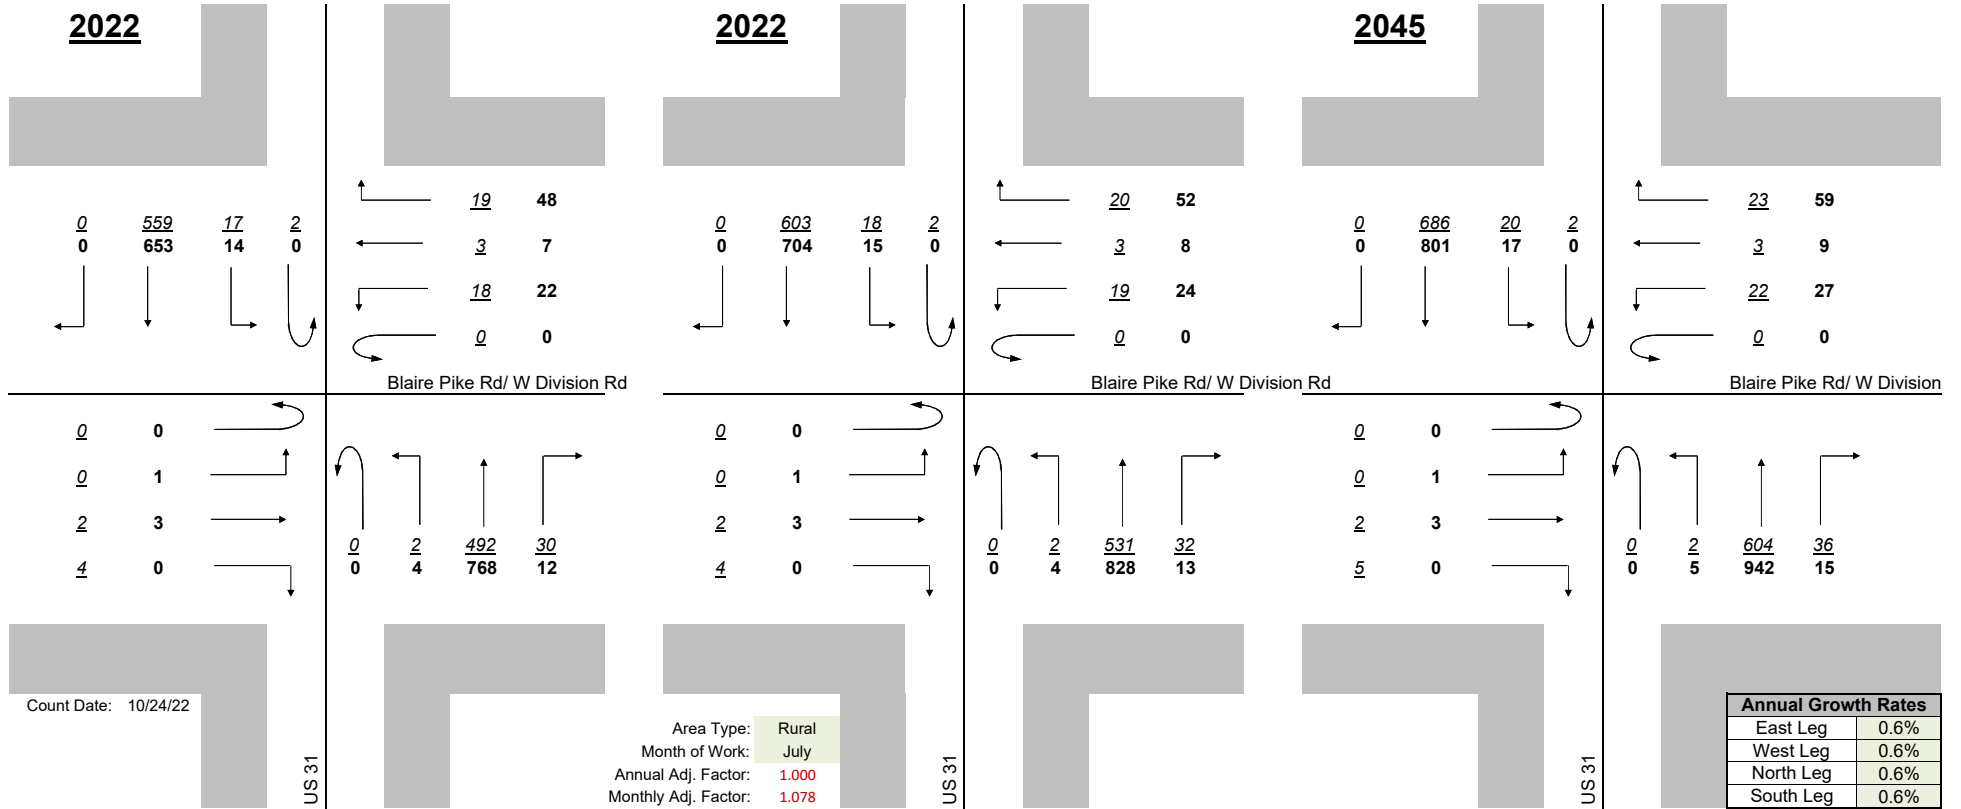 2022
19 48
0 559 17 2
0 653 14 0
3 7
18 22
0 0
Blaire Pike Rd/ W Division Rd
0 0
0 1
2 3
4 0
0 2 492 30
0 4 768 12
Count Date: 10/24/22
US 31
2022
20 52
0 603 18 2
0 704 15 0
3 8
19 24
0 0
Blaire Pike Rd/ W Division Rd
0 0
0 1
2 3
4 0
0 2 531 32
0 4 828 13
Area Type: Rural
Month of Work: July
Annual Adj. Factor: 1.000
Monthly Adj. Factor: 1.078
US 31
2045
23 59
0 686 20 2
0 801 17 0
3 9
22 27
0 0
Blaire Pike Rd/ W Division
0 0
0 1
2 3
5 0
0 2 604 36
0 5 942 15
US 31
Annual Growth Rates
East Leg 0.6%
West Leg 0.6%
North Leg 0.6%
South Leg 0.6%